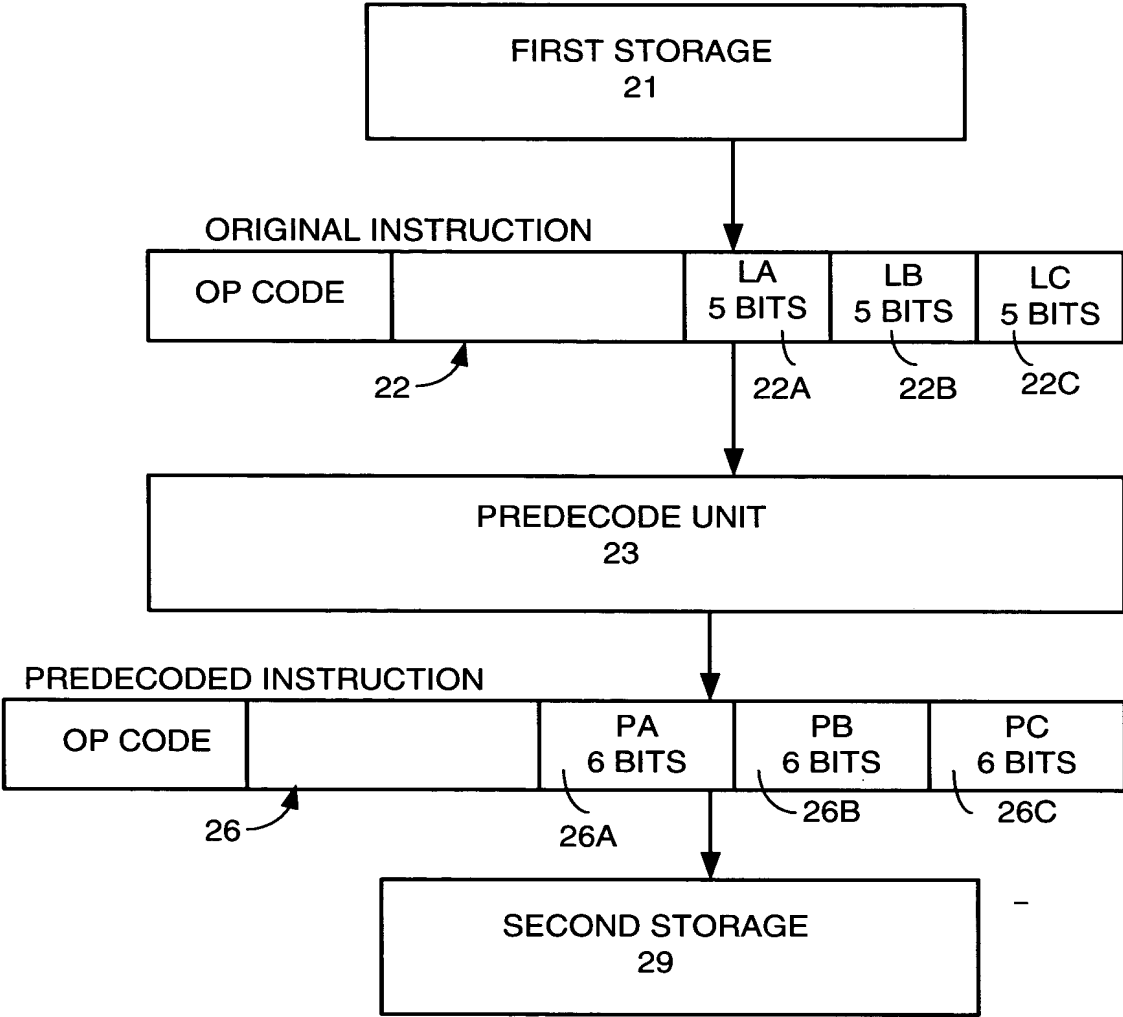 FIRST STORAGE
21
ORIGINAL INSTRUCTION
OP CODE
LA
5 BITS
LB
5 BITS
LC
5 BITS
22
22A
22B
22C
PREDECODE UNIT
23
PREDECODED INSTRUCTION
OP CODE
PA
6 BITS
PB
6 BITS
PC
6 BITS
26
26A
26B
26C
SECOND STORAGE
29